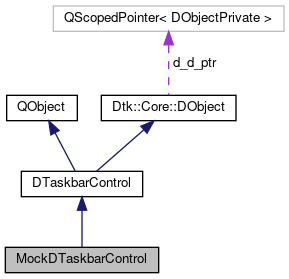 QScopedPointer< DObjectPrivate >
d_d_ptr
QObject
Dtk::Core::DObject
DTaskbarControl
MockDTaskbarControl